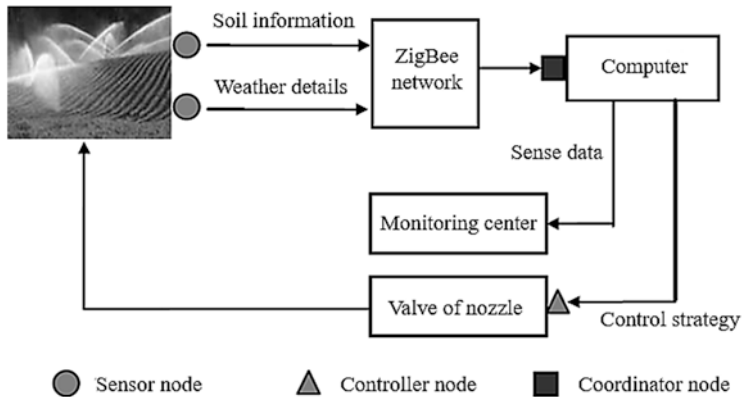 Soil information
Weather details
ZigBee
network
Computer
Sense data
Monitoring center
Valve of nozzle
Control strategy
Sensor node
Controller node
Coordinator node